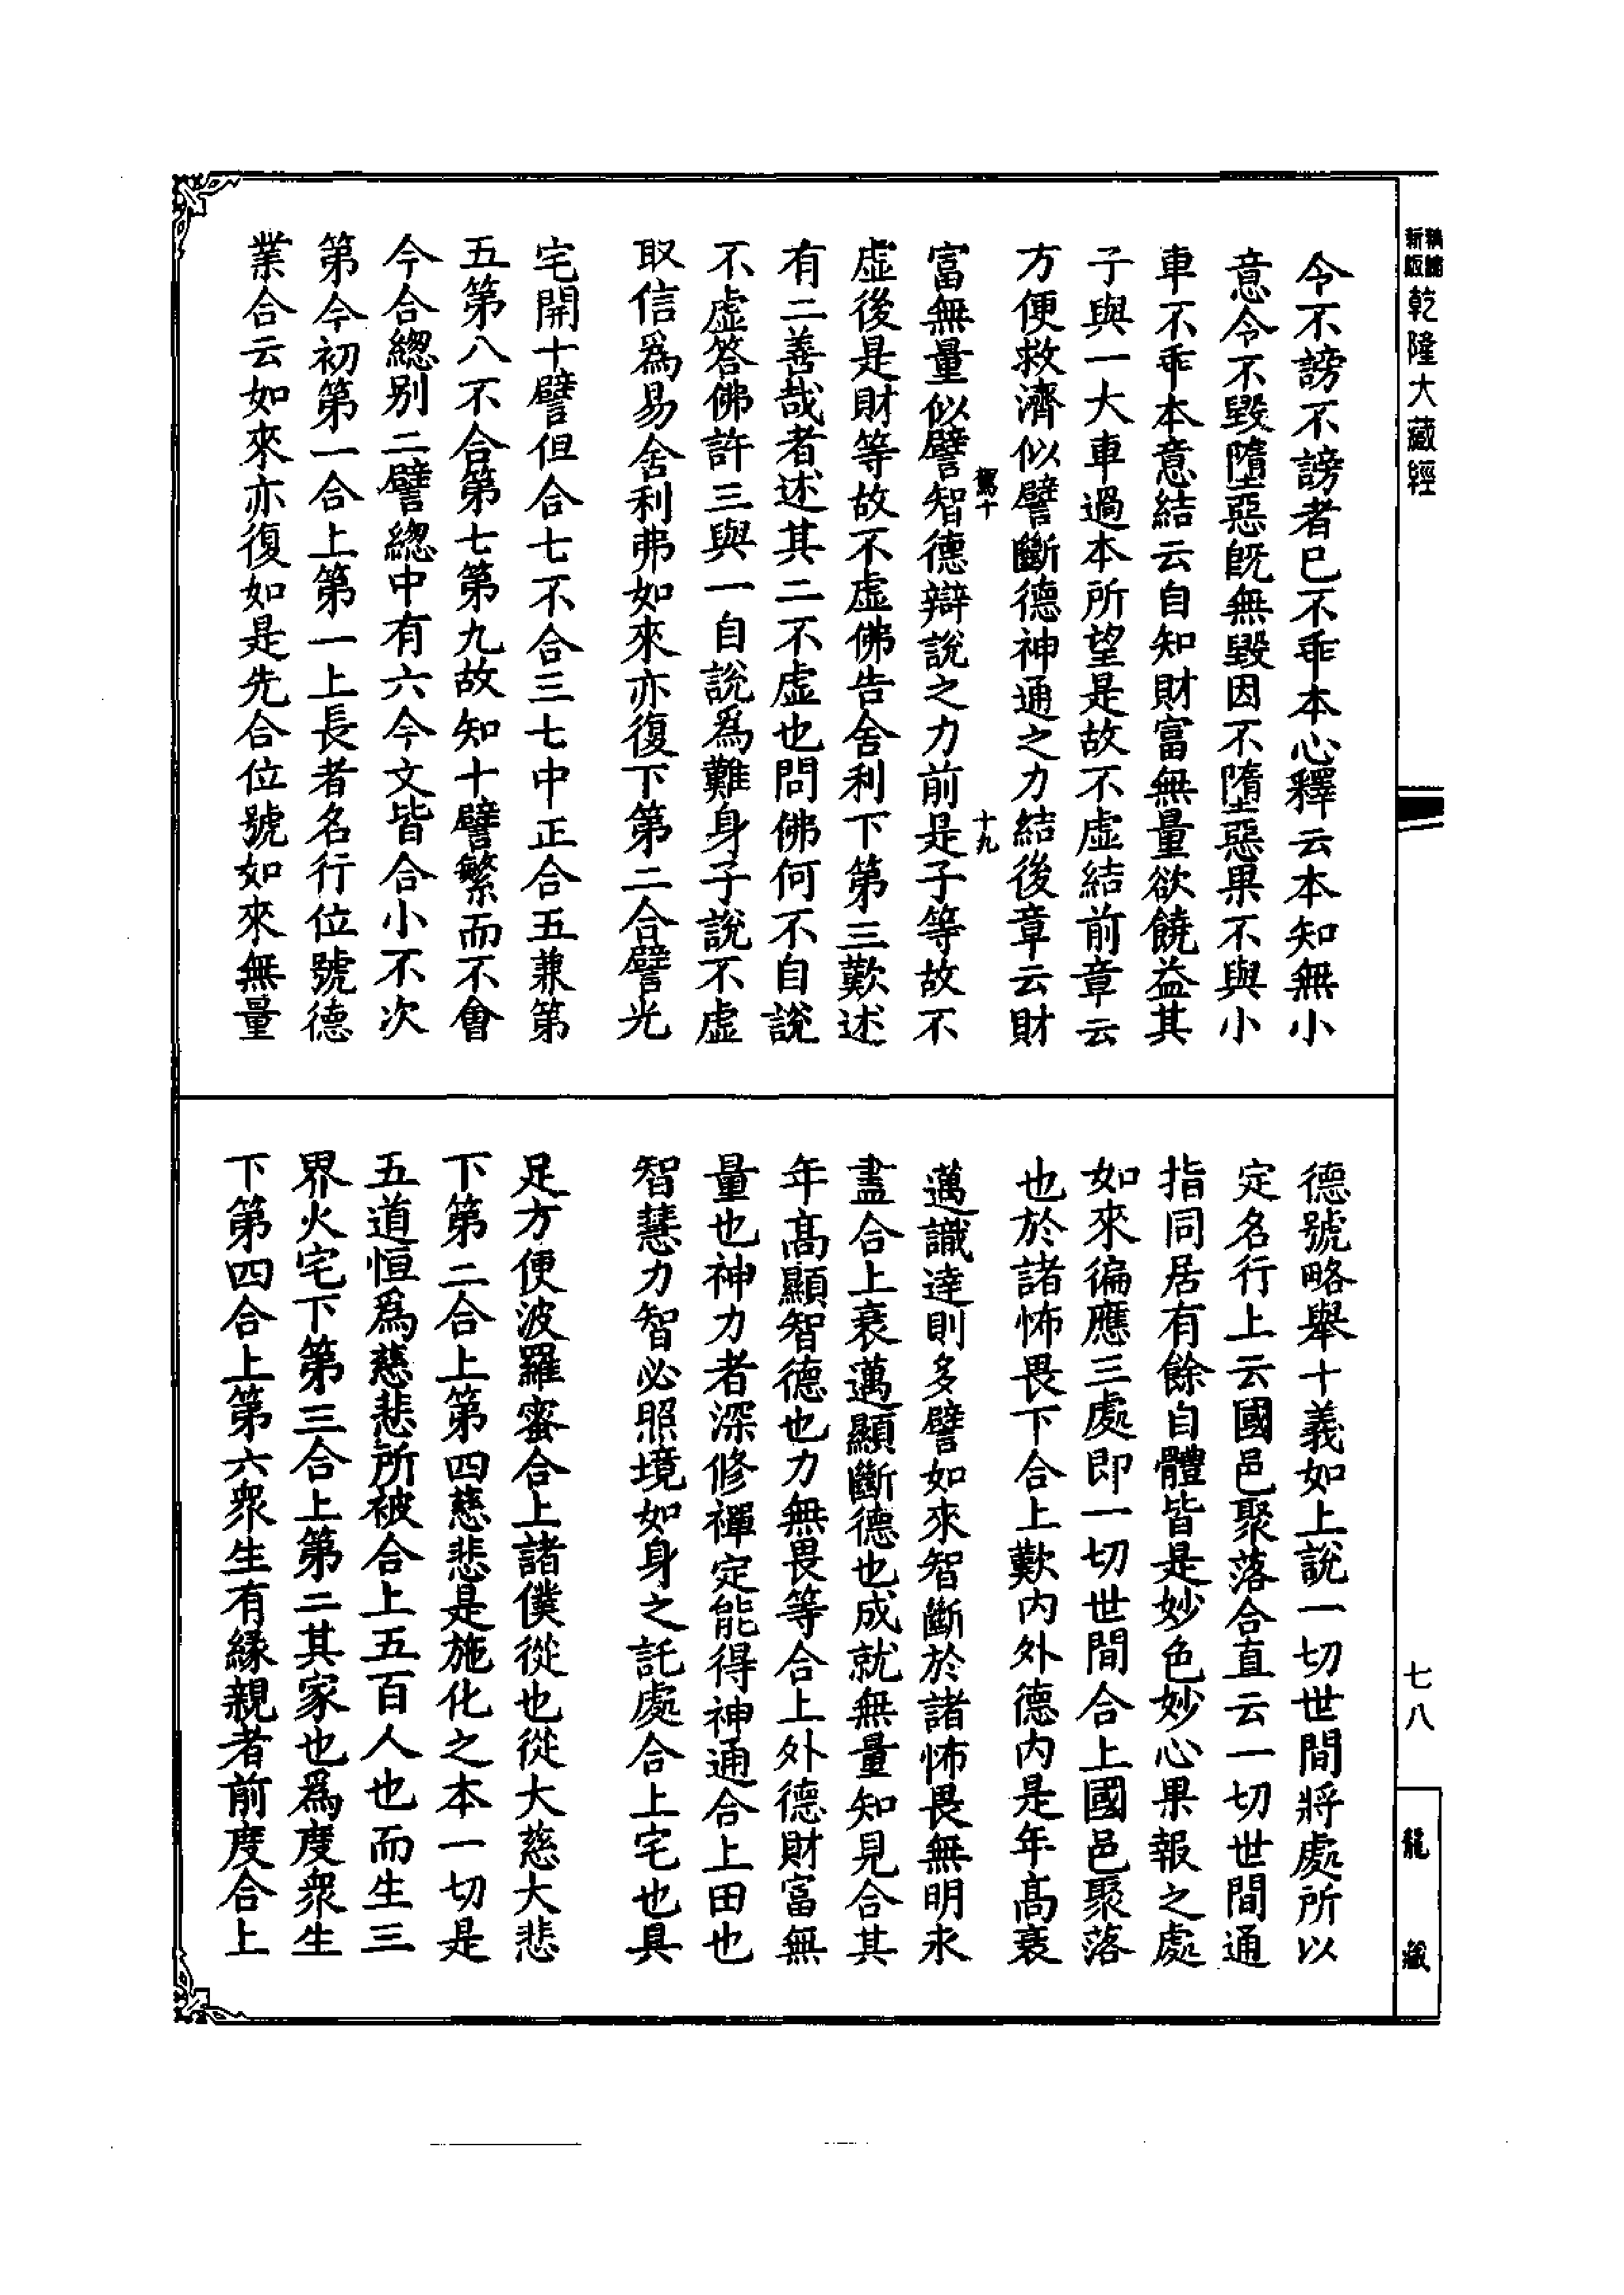 新版
精縮
乾隆大藏經
七八
龍藏
令不謗不謗者已不乖本心釋云本知無小
意令不毀墮惡既無毀因不墮惡果不與小
車不乖本意結云自知財富無量欲饒益其
子與一大車過本所望是故不虛結前章云
方便救濟似譬斷德神通之力結後章云財
駕十
十九
富無量似譬智德辯說之力前是子等故不
虛後是財等故不虛佛告舍利下第三歎述
有二善哉者述其二不虛也問佛何不自說
不虛答佛許三與一自說為難身子說不虛
取信為易舍利弗如來亦復下第二合譬光
宅開十譬但合七不合三七中正合五兼第
五第八不合第七第九故知十譬繁而不會
今合總别二譬總中有六今文皆合小不次
第今初第一合上第一上長者名行位號德
業合云如來亦復如是先合位號如來無量
德號略舉十義如上說一切世間將處所以
定名行上云國邑聚落合直云一切世間通
指同居有餘自體皆是妙色妙心果報之處
如來徧應三處即一切世間合上國邑聚落
也於諸怖畏下合上歎内外德内是年髙衰
邁識達則多譬如來智斷於諸怖畏無明永
盡合上衰邁顯斷德也成就無量知見合其
年髙顯智德也力無畏等合上外德財富無
量也神力者深修禪定能得神通合上田也
智慧力智必照境如身之託處合上宅也具
足方便波羅蜜合上諸僕從也從大慈大悲
下第二合上第四慈悲是施化之本一切是
五道恒為慈悲所被合上五百人也而生三
界火宅下第三合上第二其家也為度衆生
下第四合上第六衆生有縁親者前度合上